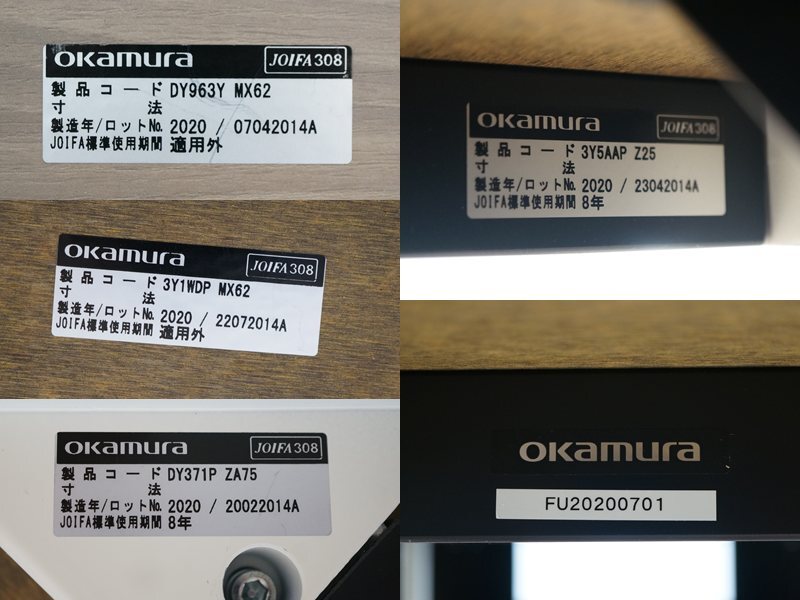 okamura JOIFA308
製品コード DY963Y MX62
寸法
製造年/ロットNo. 2020 / 07042014A
JOIFA標準使用期間 適用外
okamura JOIFA308
製品コード 3Y1WDP MX62
寸法
製造年/ロットNo. 2020 / 22072014A
JOIFA標準使用期間 適用外
okamura JOIFA308
製品コード DY371P ZA75
寸法
製造年/ロットNo. 2020 / 20022014A
JOIFA標準使用期間 8年
okamura JOIFA308
製品コード 3Y5AAP Z25
寸法
製造年/ロットNo. 2020 / 23042014A
JOIFA標準使用期間 8年
okamura
FU20200701